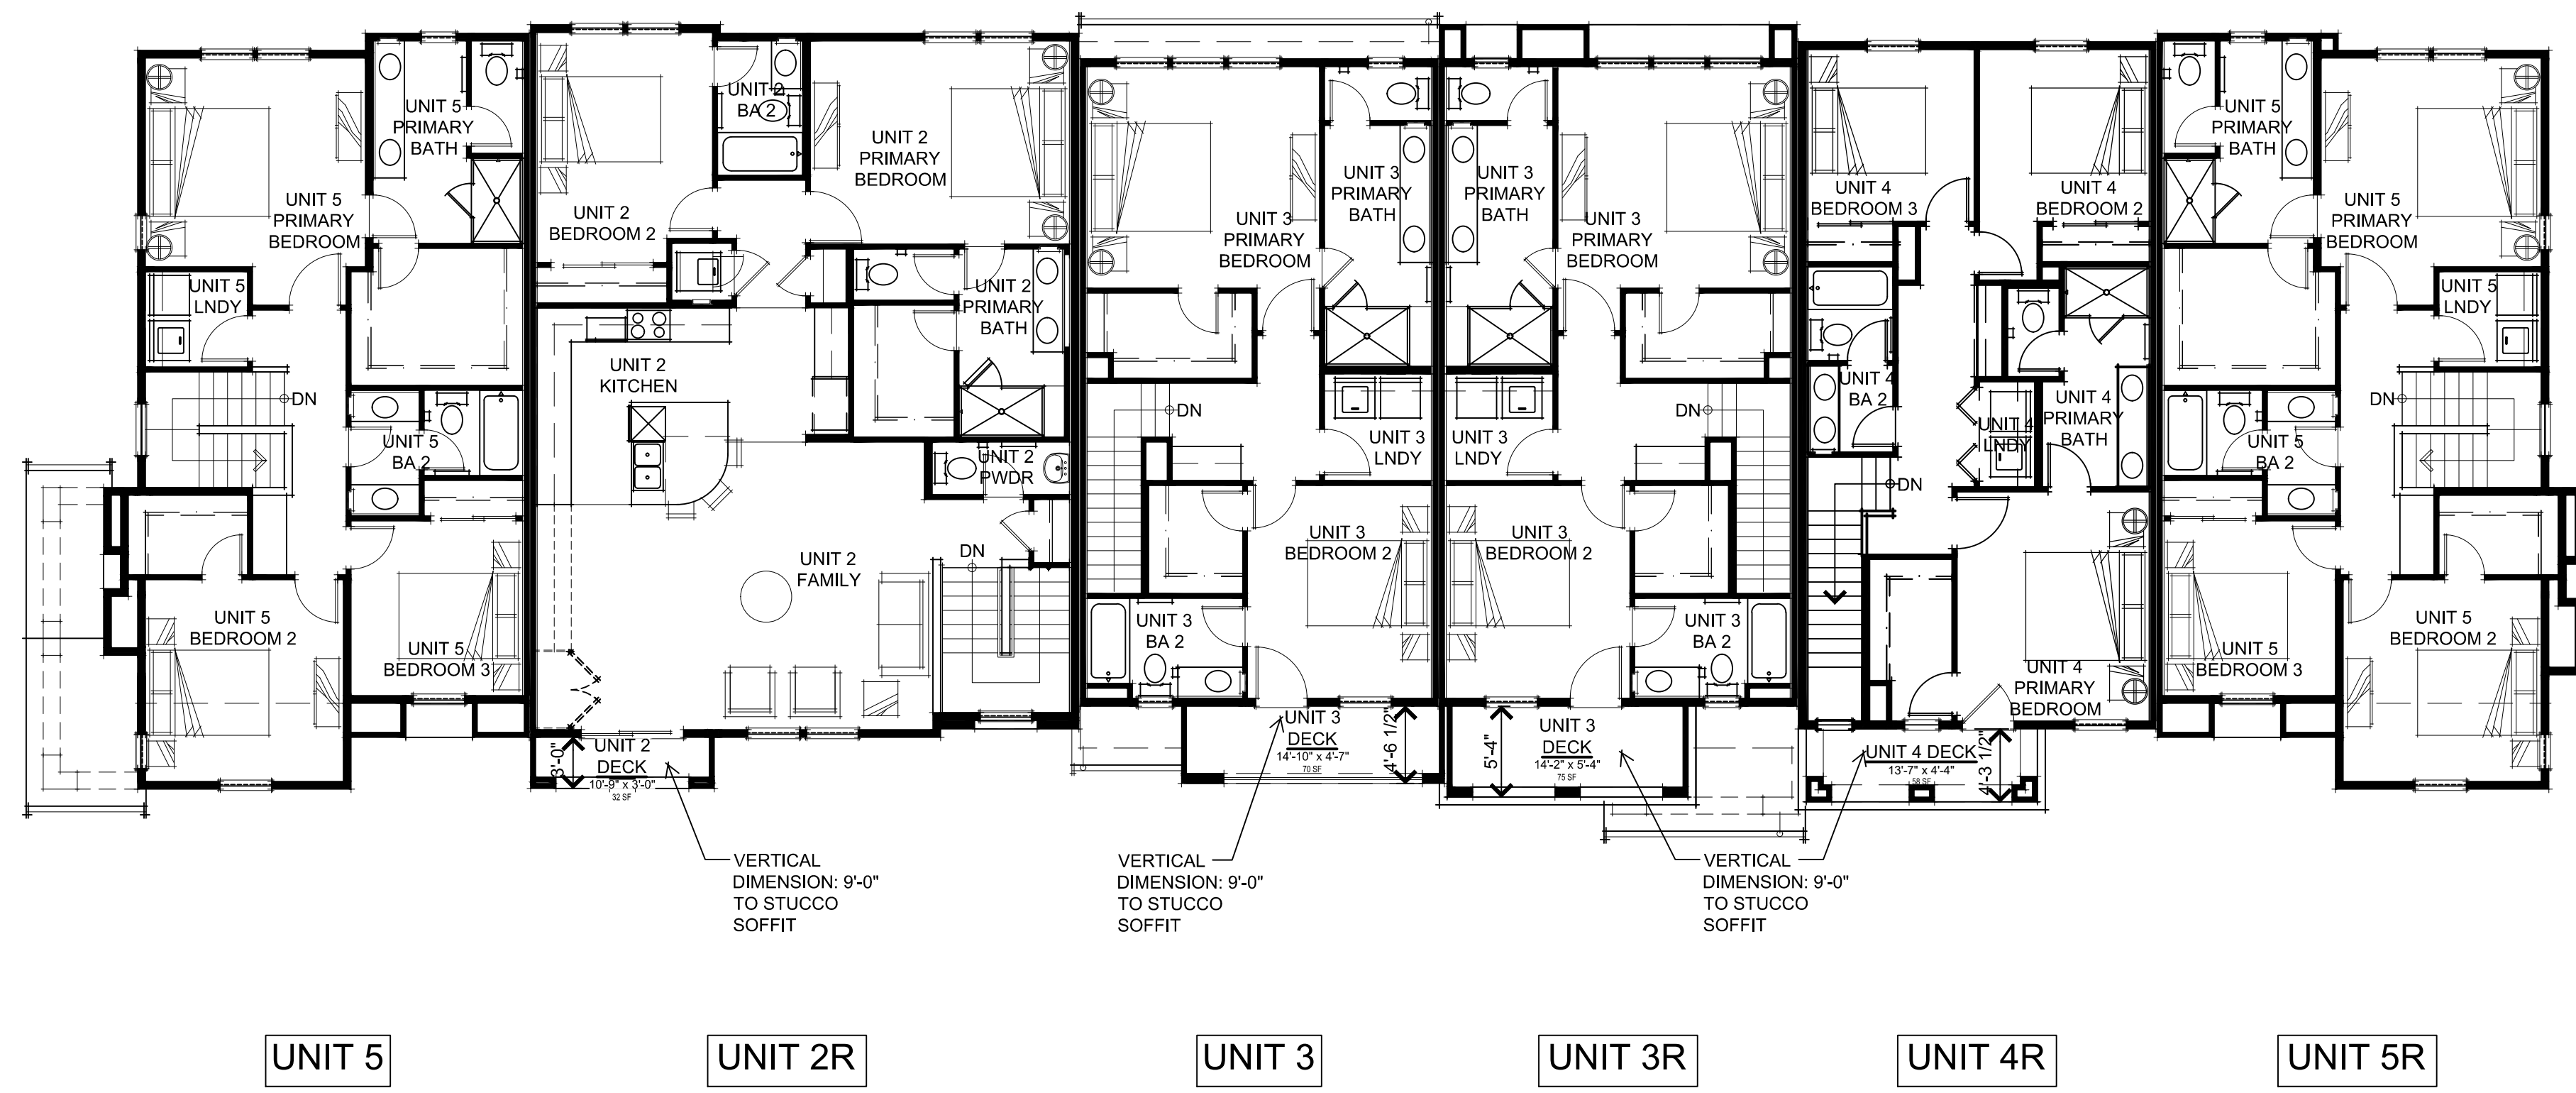 UNIT 5
PRIMARY
BATH
UNIT 5
PRIMARY
BEDROOM
UNIT 5
LNDY
DN
UNIT 5
BA 2
UNIT 5
BEDROOM 2
UNIT 5
BEDROOM 3
UNIT 2
BA 2
UNIT 2
PRIMARY
BEDROOM
UNIT 2
BEDROOM 2
UNIT 2
PRIMARY
BATH
UNIT 2
KITCHEN
UNIT 2
PWDR
DN
UNIT 2
FAMILY
UNIT 2
DECK
10'-9" x 3'-0"
32 SF
3'-0"
VERTICAL
DIMENSION: 9'-0"
TO STUCCO
SOFFIT
UNIT 3
PRIMARY
BATH
UNIT 3
PRIMARY
BEDROOM
DN
UNIT 3
LNDY
UNIT 3
BEDROOM 2
UNIT 3
BA 2
UNIT 3
DECK
14'-10" x 4'-7"
70 SF
4'-6 1/2"
VERTICAL
DIMENSION: 9'-0"
TO STUCCO
SOFFIT
UNIT 3
PRIMARY
BATH
UNIT 3
PRIMARY
BEDROOM
DN
UNIT 3
LNDY
UNIT 3
BEDROOM 2
UNIT 3
BA 2
UNIT 3
DECK
14'-2" x 5'-4"
75 SF
5'-4"
VERTICAL
DIMENSION: 9'-0"
TO STUCCO
SOFFIT
UNIT 4
BEDROOM 3
UNIT 4
BEDROOM 2
UNIT 4
BA 2
UNIT 4
LNDY
UNIT 4
PRIMARY
BATH
DN
UNIT 4
PRIMARY
BEDROOM
UNIT 4 DECK
13'-7" x 4'-4"
58 SF
4'-3 1/2"
UNIT 5
PRIMARY
BATH
UNIT 5
PRIMARY
BEDROOM
UNIT 5
LNDY
DN
UNIT 5
BA 2
UNIT 5
BEDROOM 2
UNIT 5
BEDROOM 3
UNIT 5
UNIT 2R
UNIT 3
UNIT 3R
UNIT 4R
UNIT 5R